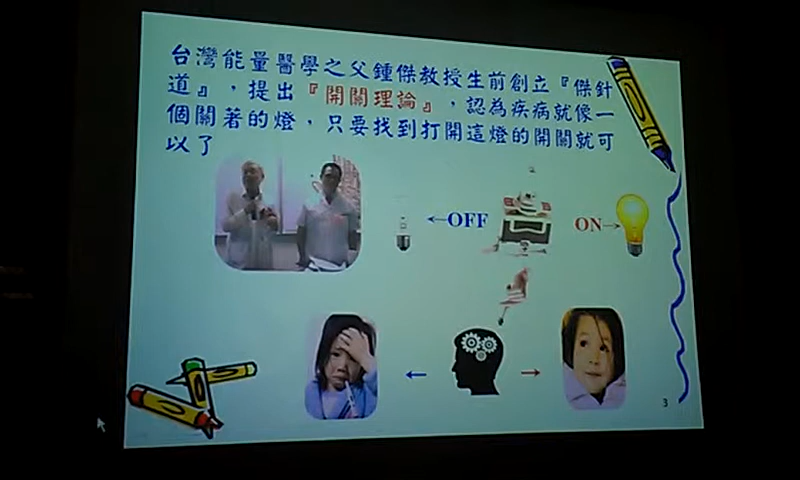 台灣能量醫學之父鍾傑教授生前創立『傑針
道』，提出『開關理論』，認為疾病就像一
個關著的燈，只要找到打開這燈的開關就可
以了
←OFF
ON→
3